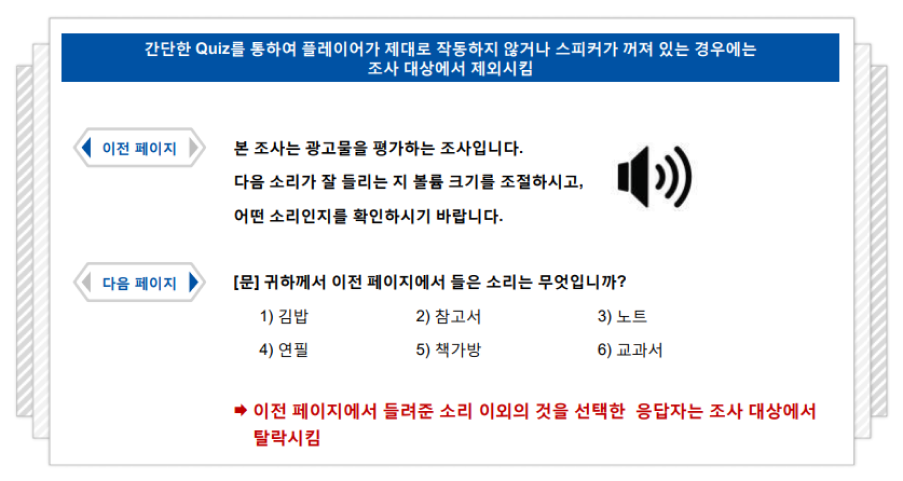 간단한 Quiz를 통하여 플레이어가 제대로 작동하지 않거나 스피커가 꺼져 있는 경우에는
조사 대상에서 제외시킴
이전 페이지
본 조사는 광고물을 평가하는 조사입니다.
다음 소리가 잘 들리는 지 볼륨 크기를 조절하시고,
어떤 소리인지를 확인하시기 바랍니다.
다음 페이지
[문] 귀하께서 이전 페이지에서 들은 소리는 무엇입니까?
1) 김밥 2) 참고서 3) 노트
4) 연필 5) 책가방 6) 교과서
➡ 이전 페이지에서 들려준 소리 이외의 것을 선택한 응답자는 조사 대상에서
탈락시킴